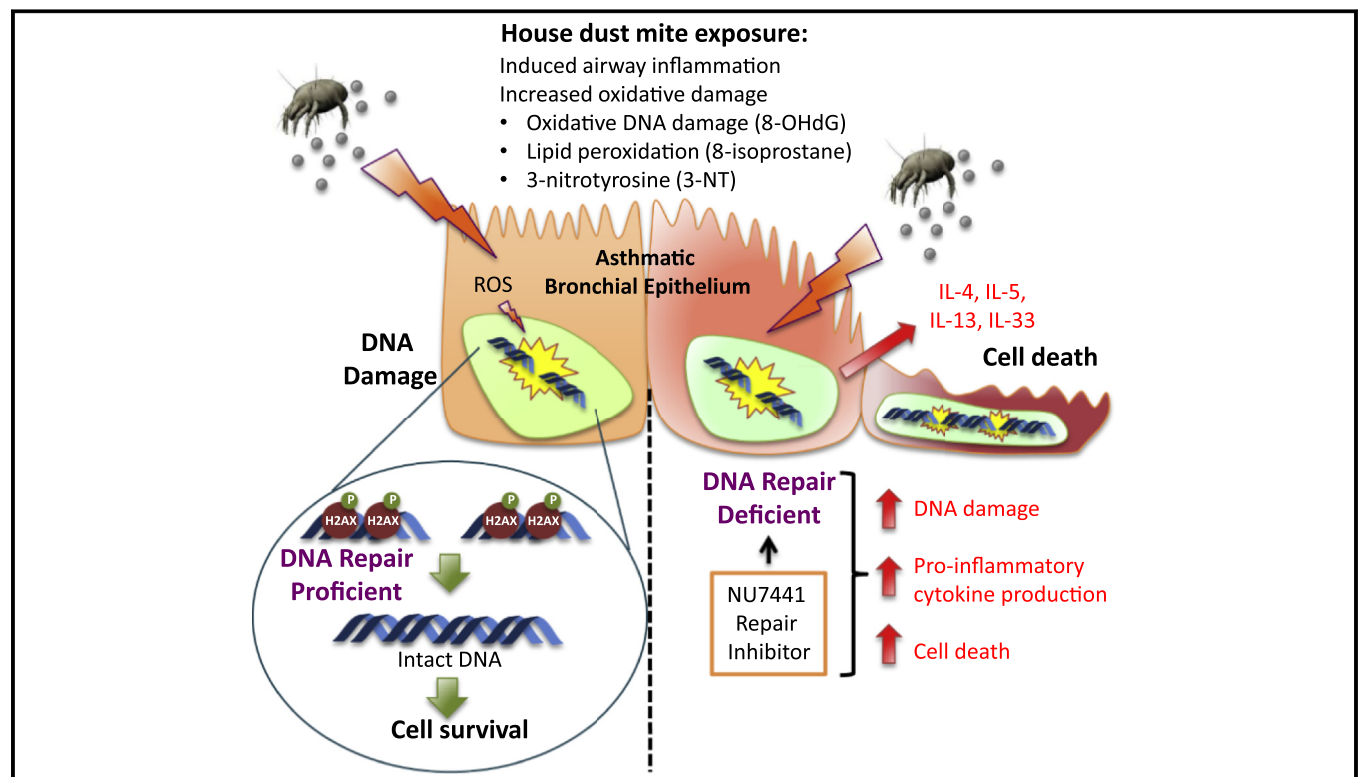 House dust mite exposure:
Induced airway inflammation
Increased oxidative damage
• Oxidative DNA damage (8-OHdG)
• Lipid peroxidation (8-isoprostane)
• 3-nitrotyrosine (3-NT)
Asthmatic
Bronchial Epithelium
ROS
DNA
Damage
IL-4, IL-5,
IL-13, IL-33
Cell death
P P P P
H2AX H2AX H2AX H2AX
DNA Repair
Proficient
Intact DNA
Cell survival
DNA Repair
Deficient
NU7441
Repair
Inhibitor
DNA damage
Pro-inflammatory
cytokine production
Cell death